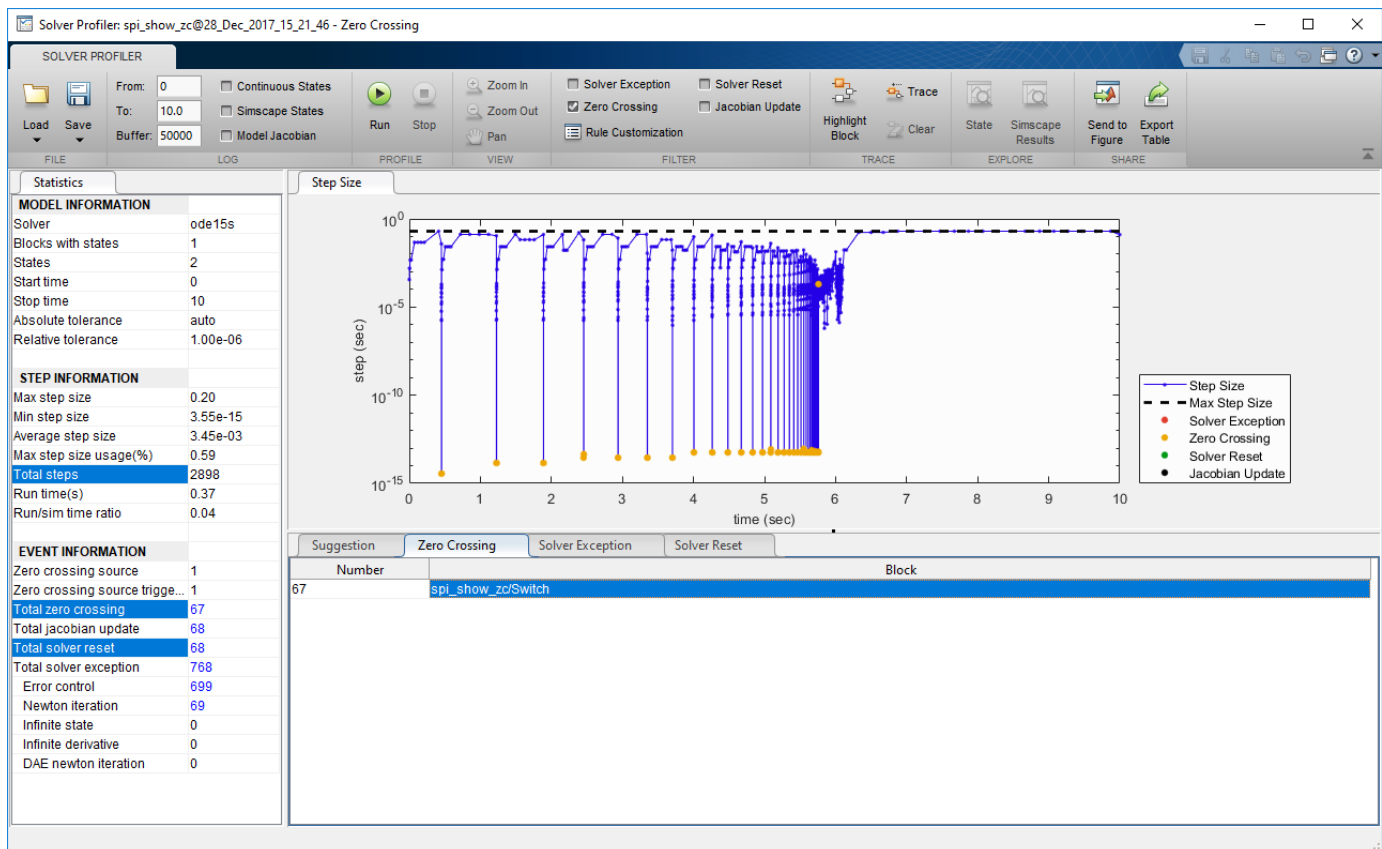 Solver Profiler: spi_show_zc@28_Dec_2017_15_21_46 - Zero Crossing
SOLVER PROFILER
From: 0 Continuous States Zoom In Solver Exception Solver Reset Trace
To: 10.0 Simscape States Zoom Out Zero Crossing Jacobian Update
Load Save Buffer: 50000 Model Jacobian Run Stop Pan Rule Customization Highlight Block Clear State Simscape Results Send to Figure Export Table
FILE LOG PROFILE VIEW FILTER TRACE EXPLORE SHARE
Statistics
MODEL INFORMATION
Solver ode15s
Blocks with states 1
States 2
Start time 0
Stop time 10
Absolute tolerance auto
Relative tolerance 1.00e-06
STEP INFORMATION
Max step size 0.20
Min step size 3.55e-15
Average step size 3.45e-03
Max step size usage(%) 0.59
Total steps 2898
Run time(s) 0.37
Run/sim time ratio 0.04
EVENT INFORMATION
Zero crossing source 1
Zero crossing source trigge... 1
Total zero crossing 67
Total jacobian update 68
Total solver reset 68
Total solver exception 768
Error control 699
Newton iteration 69
Infinite state 0
Infinite derivative 0
DAE newton iteration 0
Step Size
10^0
10^-5
10^-10
10^-15
step (sec)
0 1 2 3 4 5 6 7 8 9 10
time (sec)
Step Size
Max Step Size
Solver Exception
Zero Crossing
Solver Reset
Jacobian Update
Suggestion Zero Crossing Solver Exception Solver Reset
Number Block
67 spi_show_zc/Switch